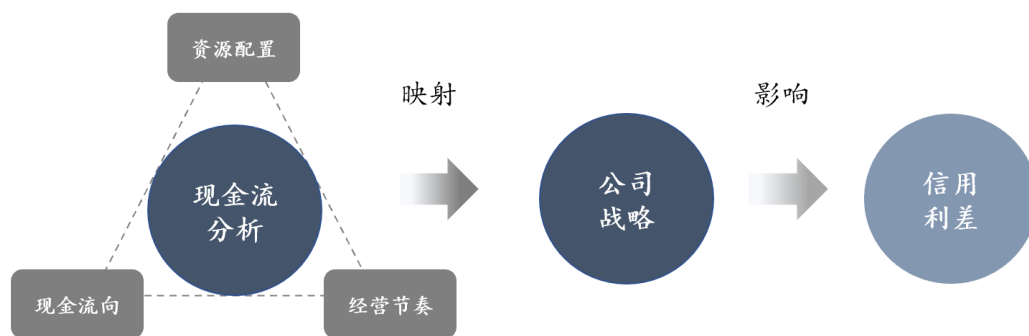 资源配置
映射
影响
现金流
分析
公司
战略
信用
利差
现金流向
经营节奏